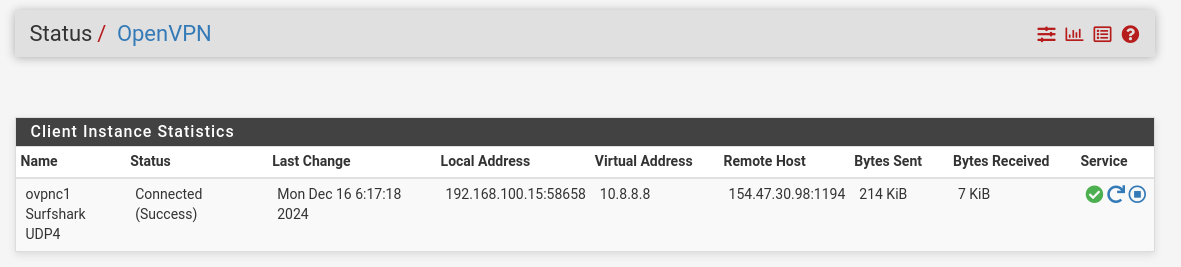 Status / OpenVPN
Client Instance Statistics
Name Status Last Change Local Address Virtual Address Remote Host Bytes Sent Bytes Received Service
ovpnc1 Connected Mon Dec 16 6:17:18 192.168.100.15:58658 10.8.8.8 154.47.30.98:1194 214 KiB 7 KiB
Surfshark (Success) 2024
UDP4